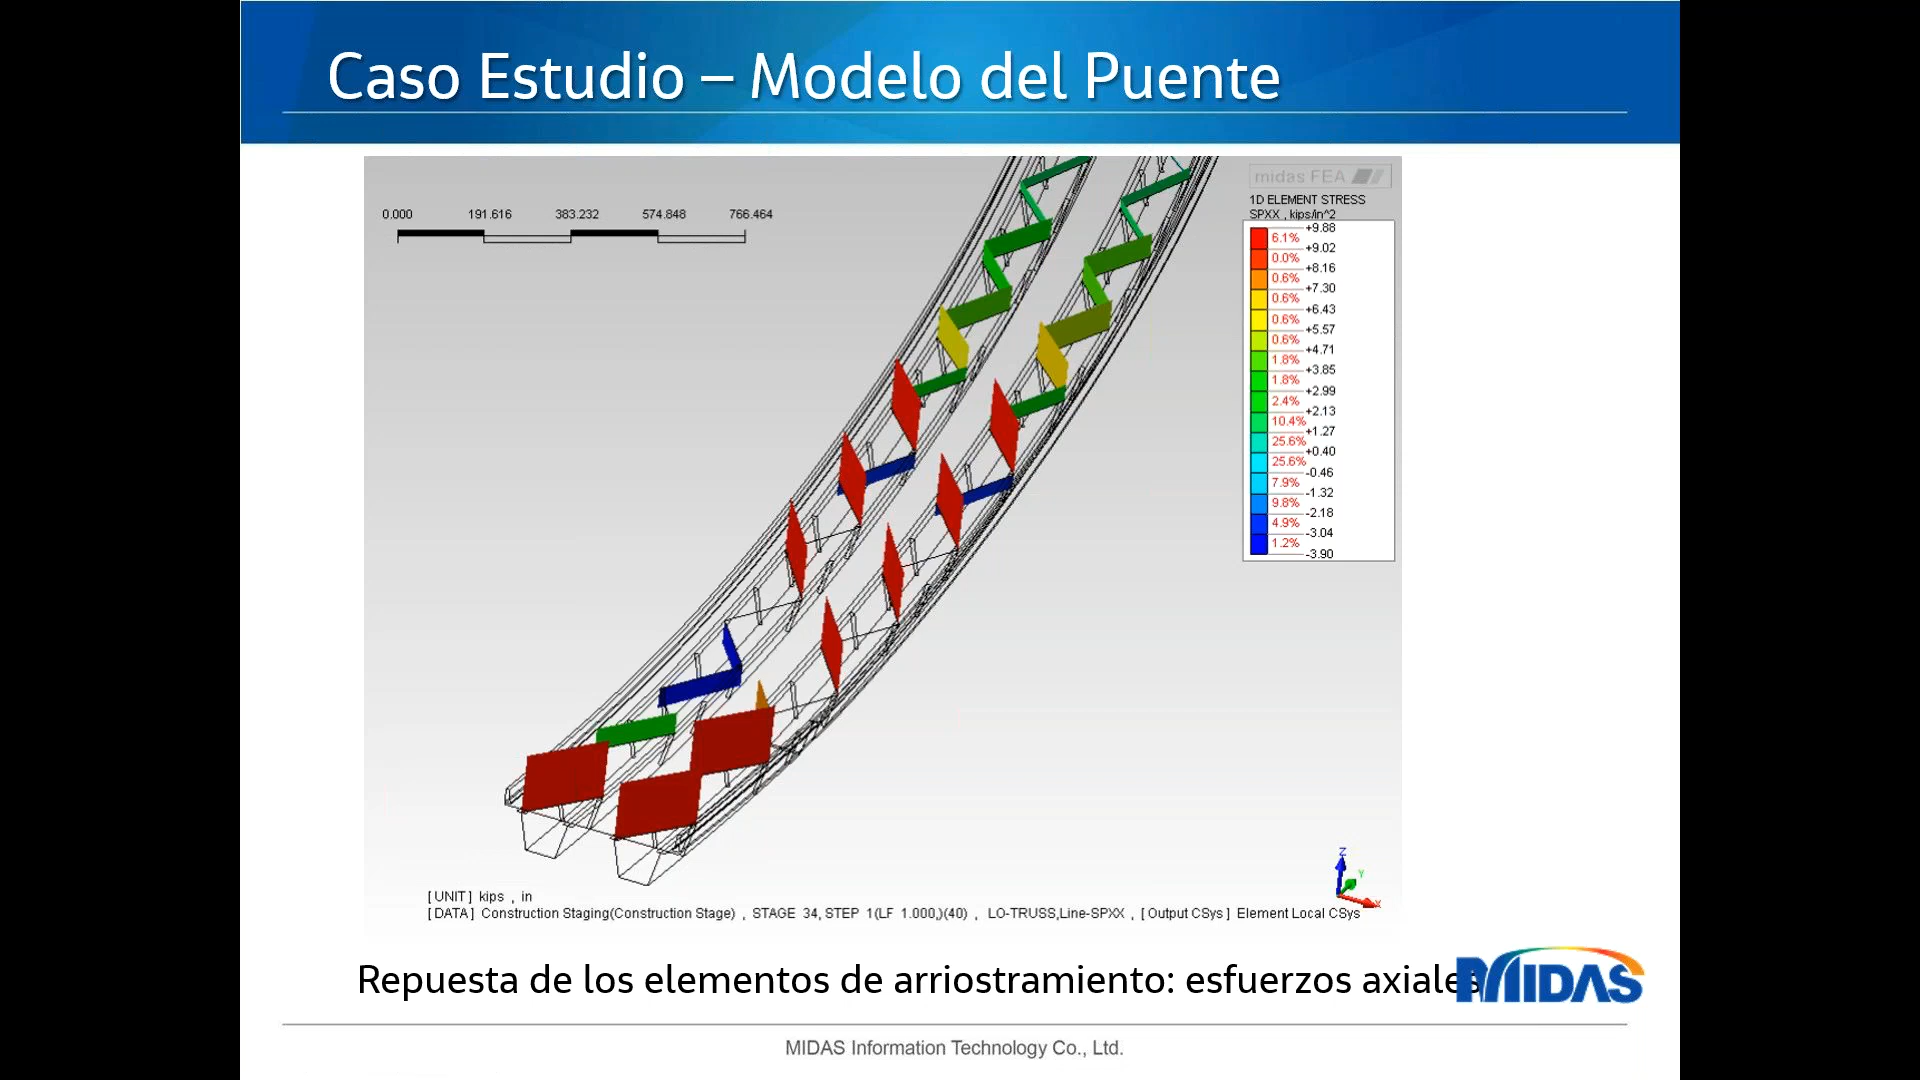 Caso Estudio – Modelo del Puente
0.000 191.616 383.232 574.848 766.464
midas FEA
1D ELEMENT STRESS
SPXX , kips/in^2
+9.88
6.1%
+9.02
0.0%
+8.16
0.6%
+7.30
0.6%
+6.43
0.6%
+5.57
0.6%
+4.71
1.8%
+3.85
1.8%
+2.99
2.4%
+2.13
10.4%
+1.27
25.6%
+0.40
25.6%
-0.46
7.9%
-1.32
9.8%
-2.18
4.9%
-3.04
1.2%
-3.90
Z
Y
X
[UNIT] kips , in
[DATA] Construction Staging(Construction Stage) , STAGE 34, STEP 1(LF 1.000,)(40) , LO-TRUSS,Line-SPXX , [Output CSys] Element Local CSys
Repuesta de los elementos de arriostramiento: esfuerzos axiales
MIDAS
MIDAS Information Technology Co., Ltd.